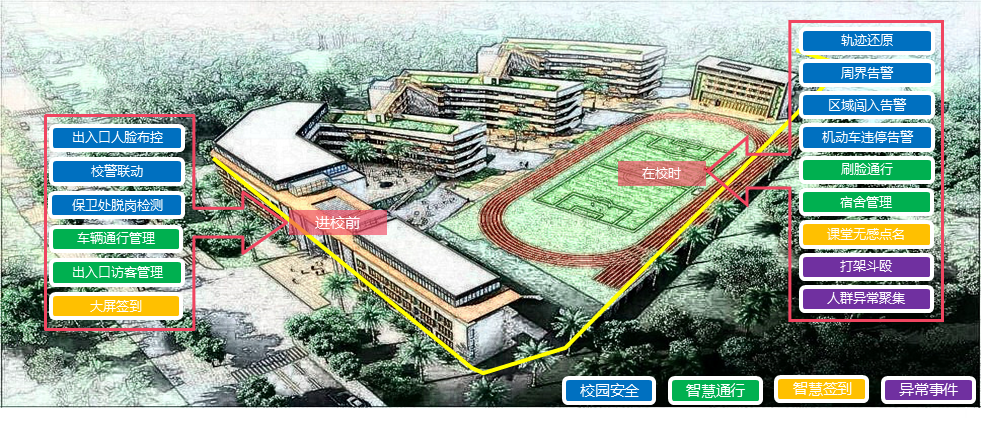 出入口人脸布控
校警联动
保卫处脱岗检测
车辆通行管理
出入口访客管理
大屏签到
进校前
在校时
轨迹还原
周界告警
区域闯入告警
机动车违停告警
刷脸通行
宿舍管理
课堂无感点名
打架斗殴
人群异常聚集
校园安全
智慧通行
智慧签到
异常事件